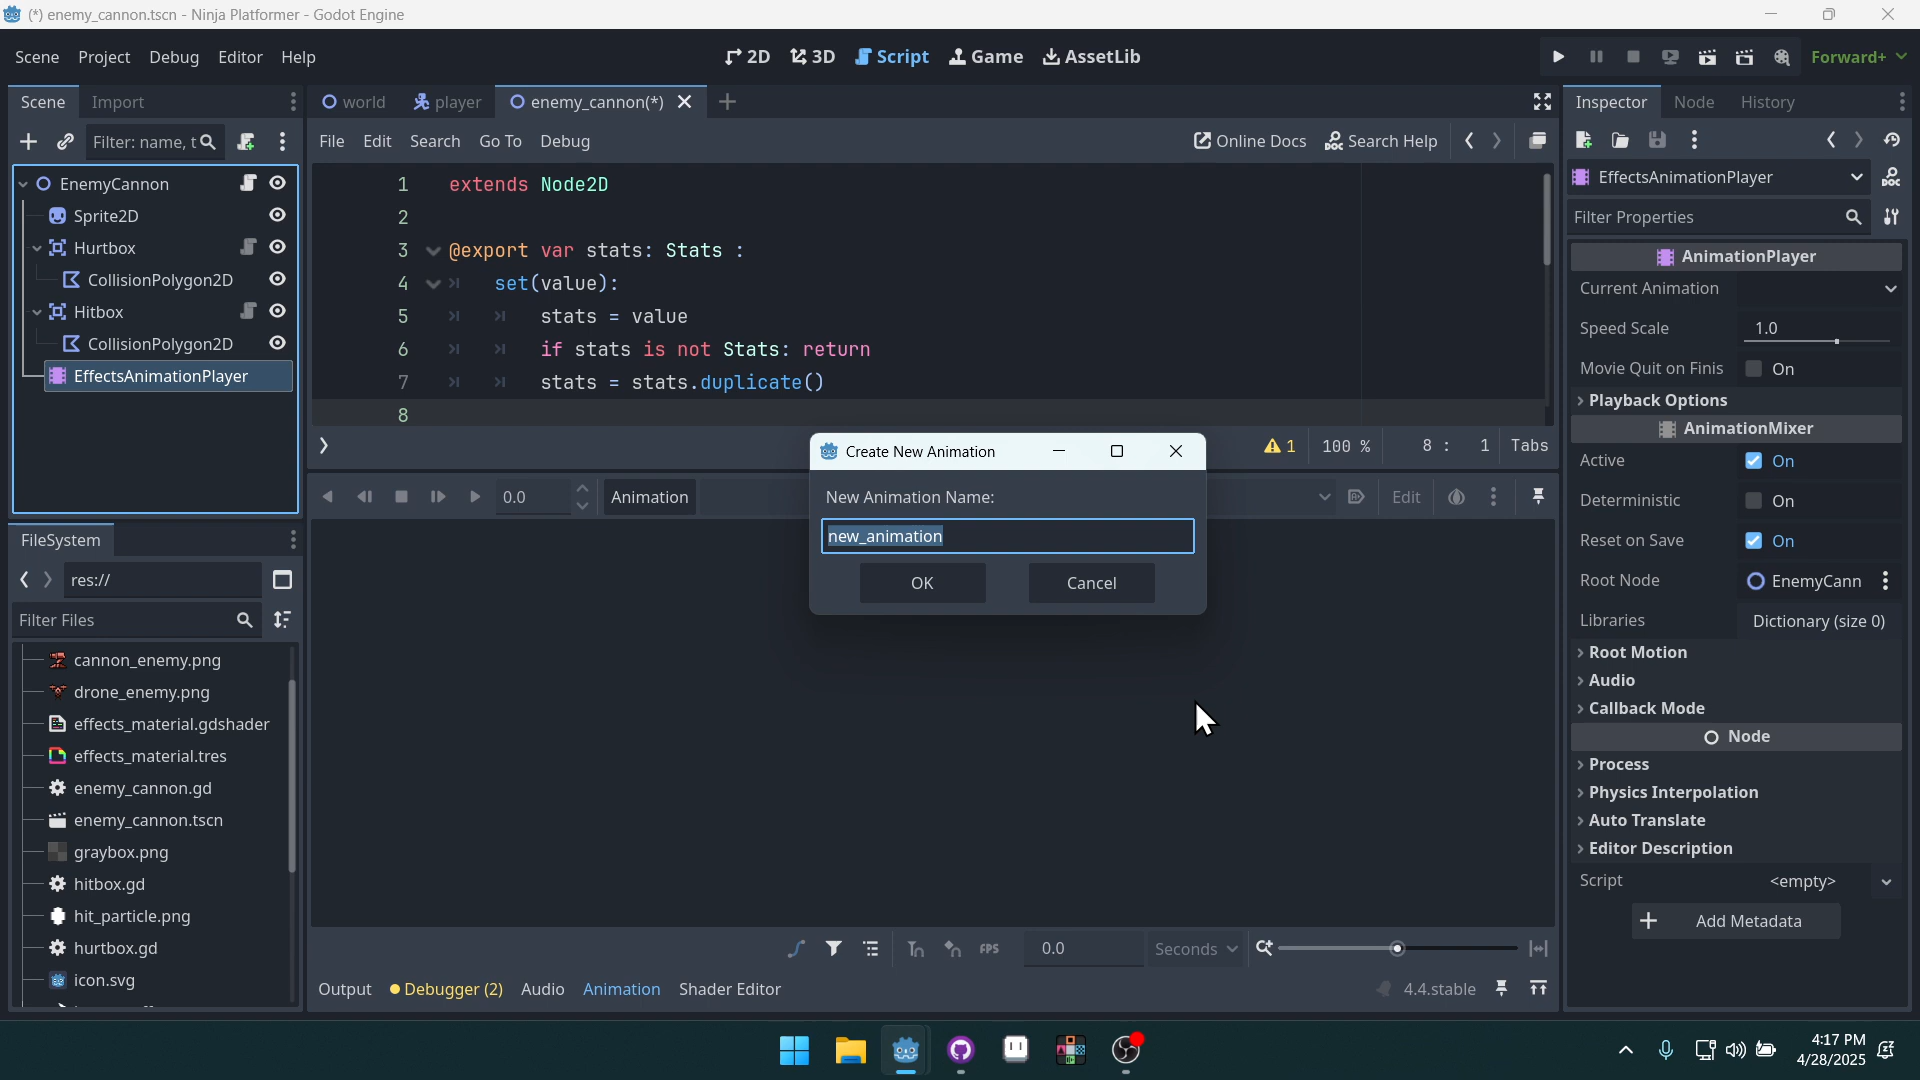 (*) enemy_cannon.tscn - Ninja Platformer - Godot Engine
Scene Project Debug Editor Help
2D 3D Script Game AssetLib
Forward+
Scene Import
world player enemy_cannon(*)
Inspector Node History
Filter: name, t
File Edit Search Go To Debug
Online Docs Search Help
EnemyCannon
Sprite2D
Hurtbox
CollisionPolygon2D
Hitbox
CollisionPolygon2D
EffectsAnimationPlayer
1 extends Node2D
2
3 @export var stats: Stats :
4 set(value):
5 stats = value
6 if stats is not Stats: return
7 stats = stats.duplicate()
8
1 100 % 8 : 1 Tabs
0.0 Animation Edit
Create New Animation
New Animation Name:
new_animation
OK Cancel
FileSystem
res://
Filter Files
cannon_enemy.png
drone_enemy.png
effects_material.gdshader
effects_material.tres
enemy_cannon.gd
enemy_cannon.tscn
graybox.png
hitbox.gd
hit_particle.png
hurtbox.gd
icon.svg
FPS 0.0 Seconds
Output Debugger (2) Audio Animation Shader Editor
4.4.stable
EffectsAnimationPlayer
Filter Properties
AnimationPlayer
Current Animation
Speed Scale 1.0
Movie Quit on Finis On
Playback Options
AnimationMixer
Active On
Deterministic On
Reset on Save On
Root Node EnemyCann
Libraries Dictionary (size 0)
Root Motion
Audio
Callback Mode
Node
Process
Physics Interpolation
Auto Translate
Editor Description
Script <empty>
Add Metadata
4:17 PM
4/28/2025